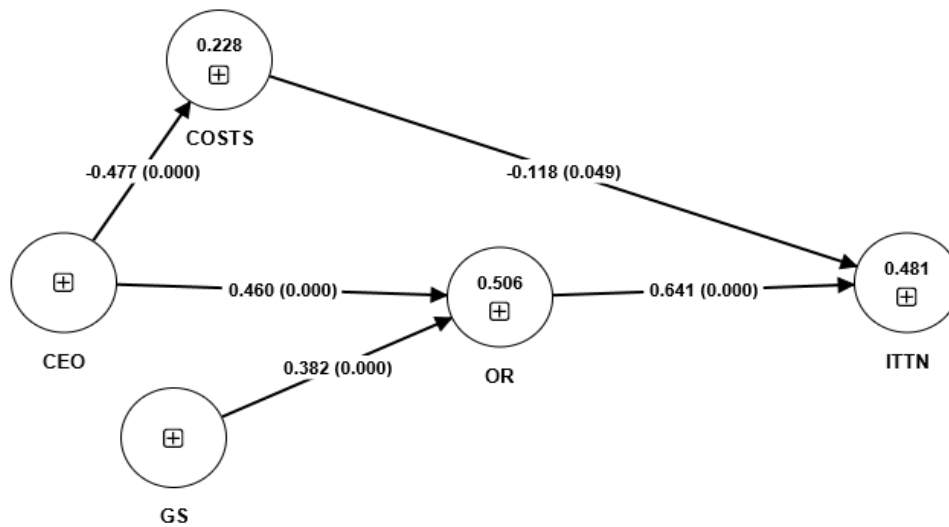 0.228
COSTS
-0.477 (0.000)
-0.118 (0.049)
CEO
0.460 (0.000)
0.506
OR
0.641 (0.000)
0.481
ITTN
0.382 (0.000)
GS